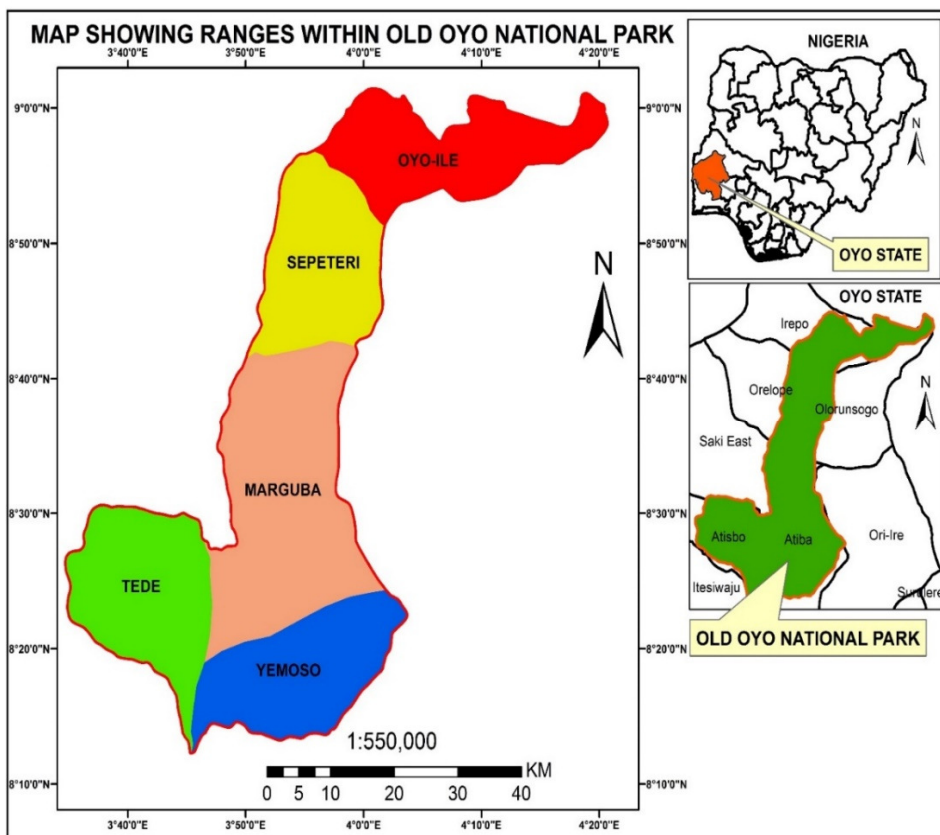 MAP SHOWING RANGES WITHIN OLD OYO NATIONAL PARK
3°40'0"E 3°50'0"E 4°0'0"E 4°10'0"E 4°20'0"E
9°0'0"N 9°0'0"N
OYO-ILE
8°50'0"N 8°50'0"N
SEPETERI
N
8°40'0"N 8°40'0"N
MARGUBA
8°30'0"N 8°30'0"N
TEDE
8°20'0"N 8°20'0"N
YEMOSO
1:550,000
KM
0 5 10 20 30 40
8°10'0"N 8°10'0"N
3°40'0"E 3°50'0"E 4°0'0"E 4°10'0"E 4°20'0"E
NIGERIA
N
OYO STATE
OYO STATE
Irepo
Orelope
Olorunsogo
N
Saki East
Atisbo
Atiba
Ori-Ire
Itesiwaju
Surulere
OLD OYO NATIONAL PARK